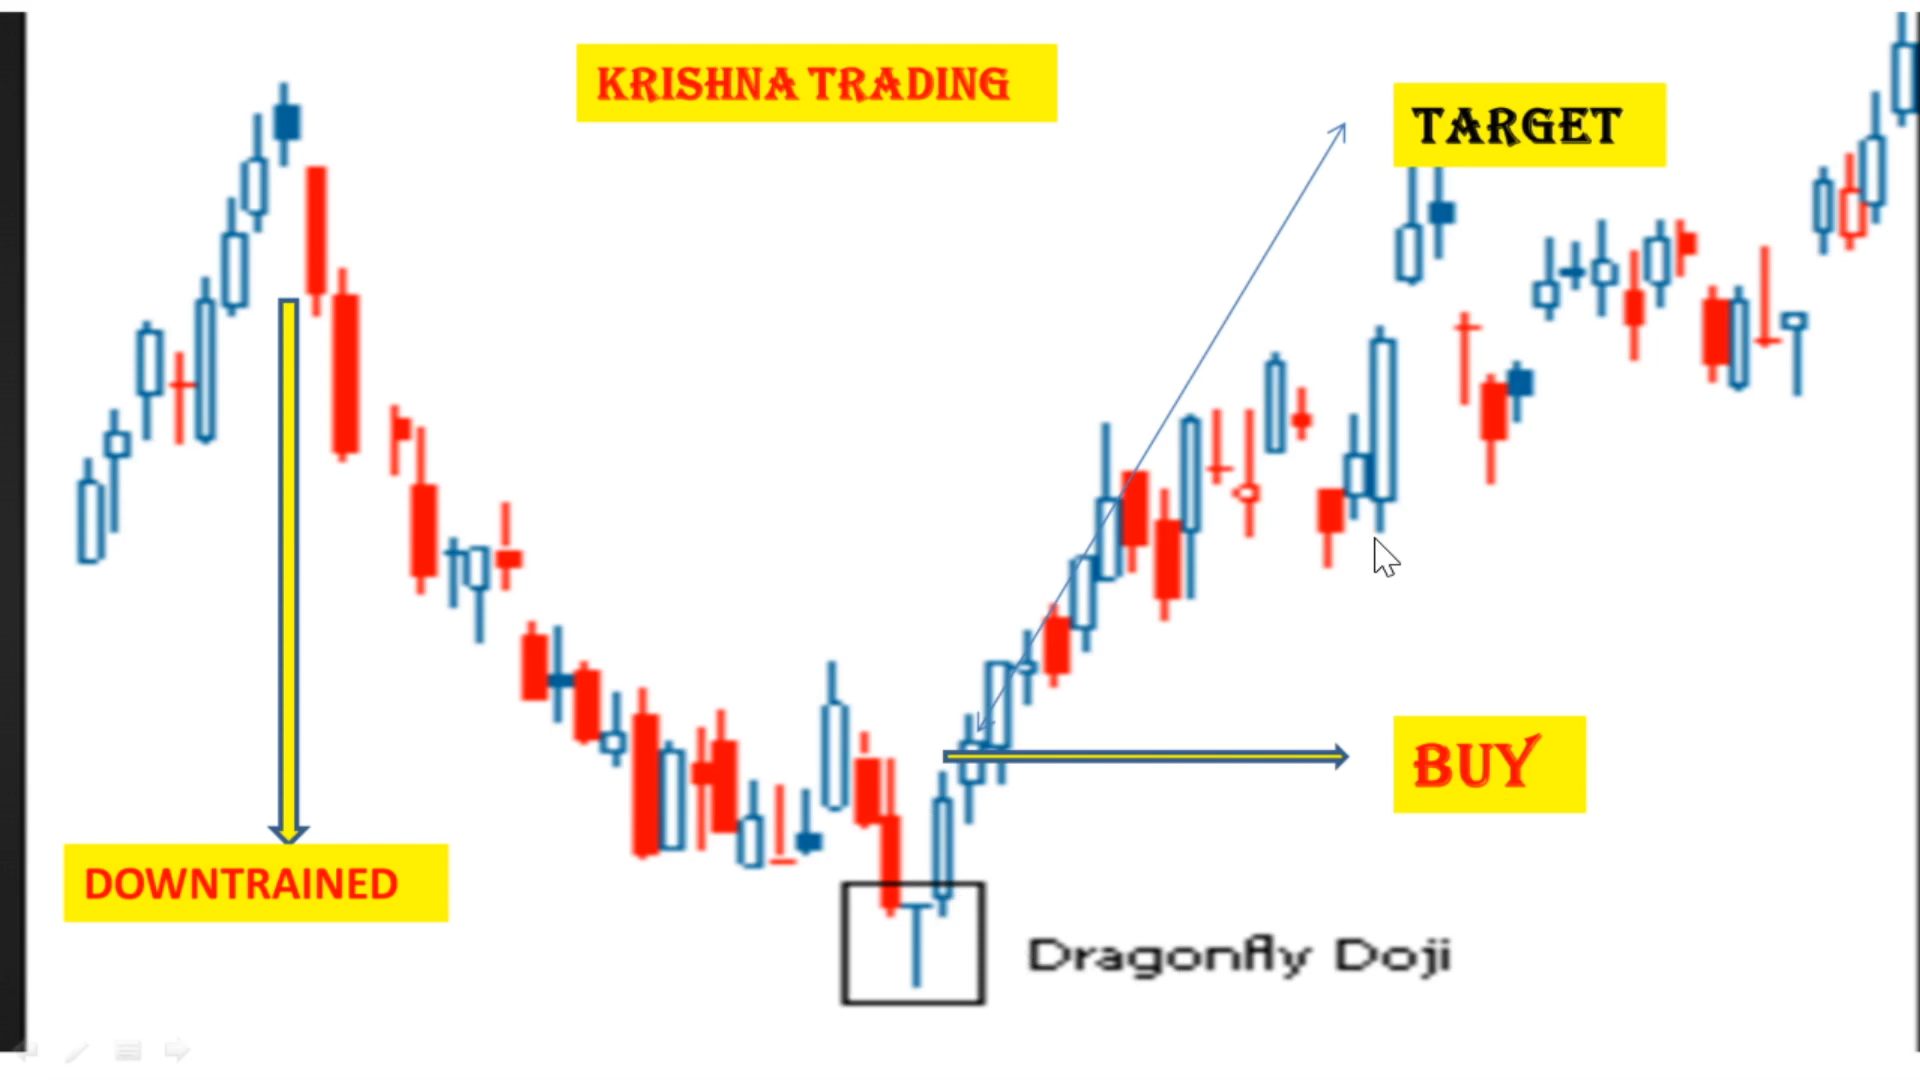 KRISHNA TRADING
TARGET
BUY
DOWNTRAINED
Dragonfly Doji